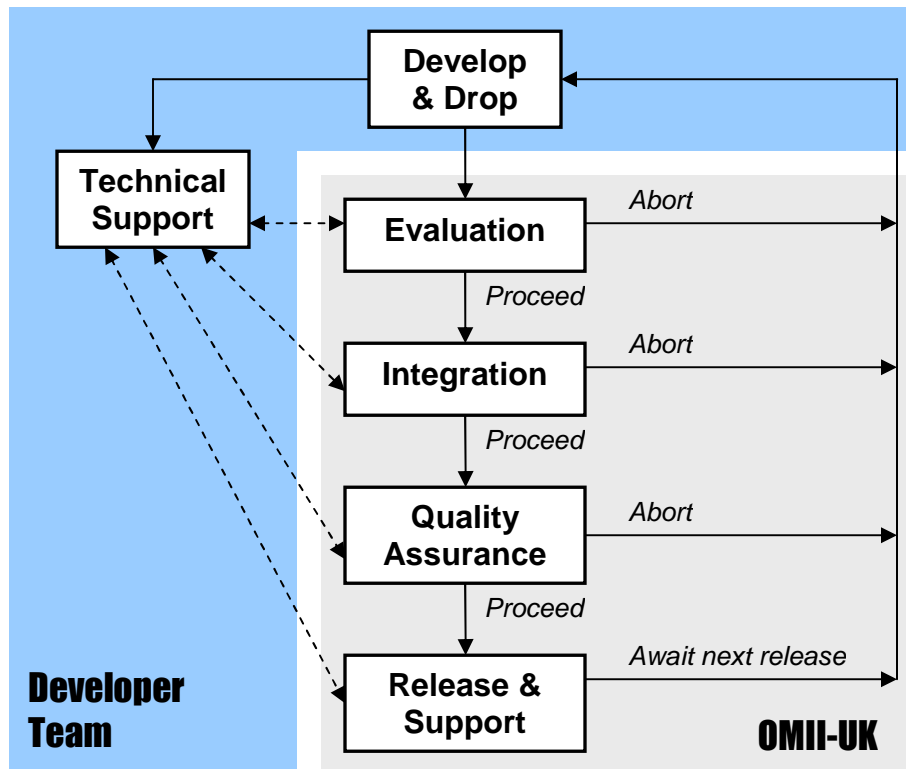 Develop
& Drop
Technical
Support
Evaluation
Abort
Proceed
Integration
Abort
Proceed
Quality
Assurance
Abort
Proceed
Release &
Support
Await next release
Developer
Team
OMII-UK